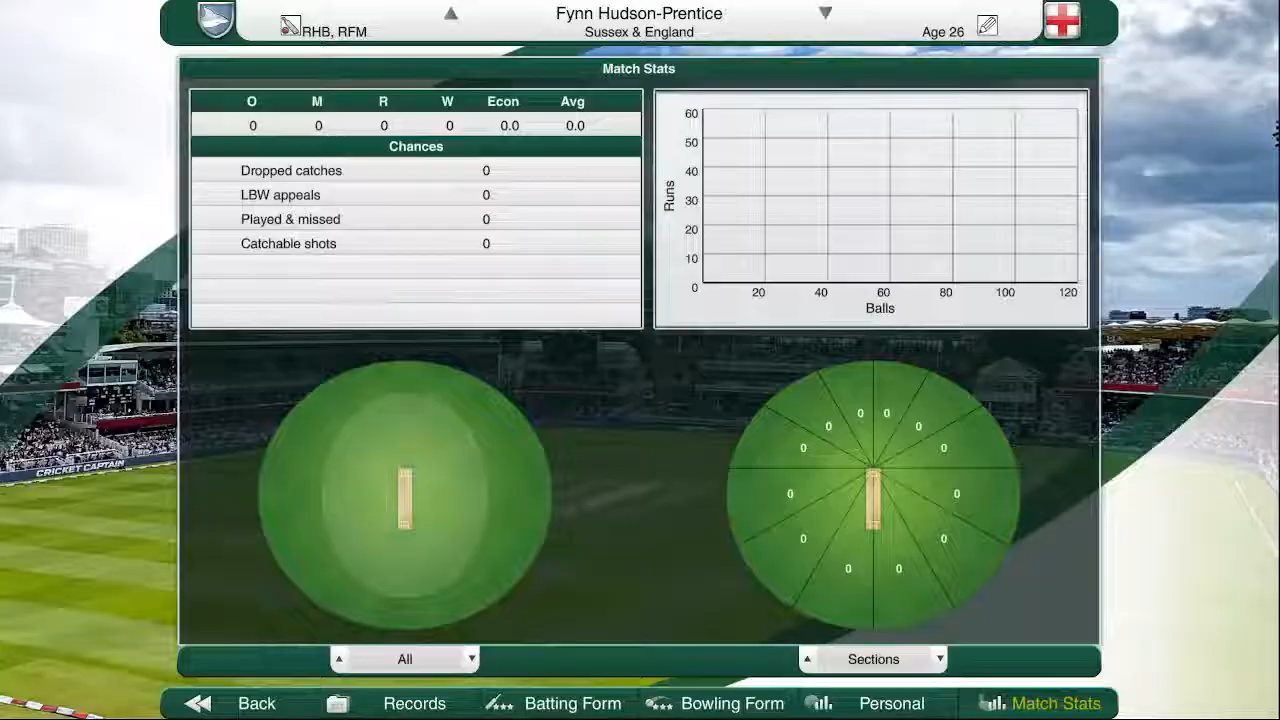 Fynn Hudson-Prentice
RHB, RFM
Sussex & England
Age 26
Match Stats
O M R W Econ Avg
0 0 0 0 0.0 0.0
Chances
Dropped catches 0
LBW appeals 0
Played & missed 0
Catchable shots 0
60
50
40
30
20
10
0
Runs
20 40 60 80 100 120
Balls
0 0
0 0
0 0
0 0
0 0
0 0
CRICKET CAPTAIN
All
Sections
Back Records Batting Form Bowling Form Personal Match Stats